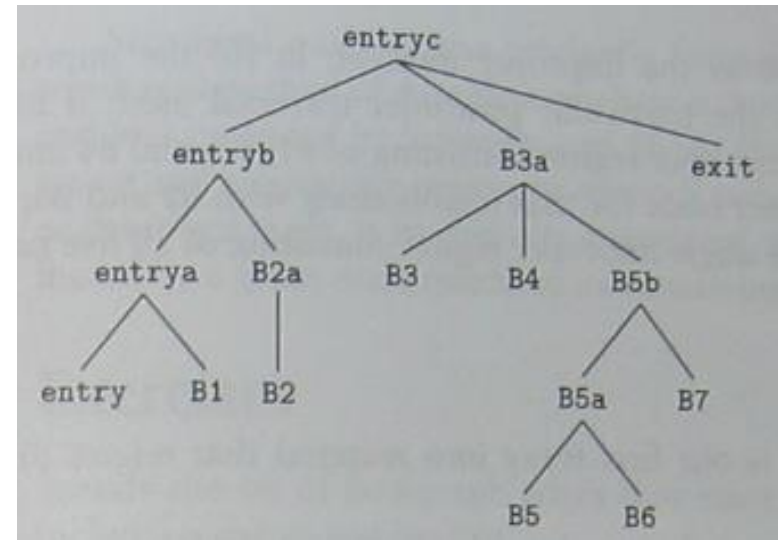 entryc
entryb B3a exit
entrya B2a B3 B4 B5b
entry B1 B2 B5a B7
B5 B6